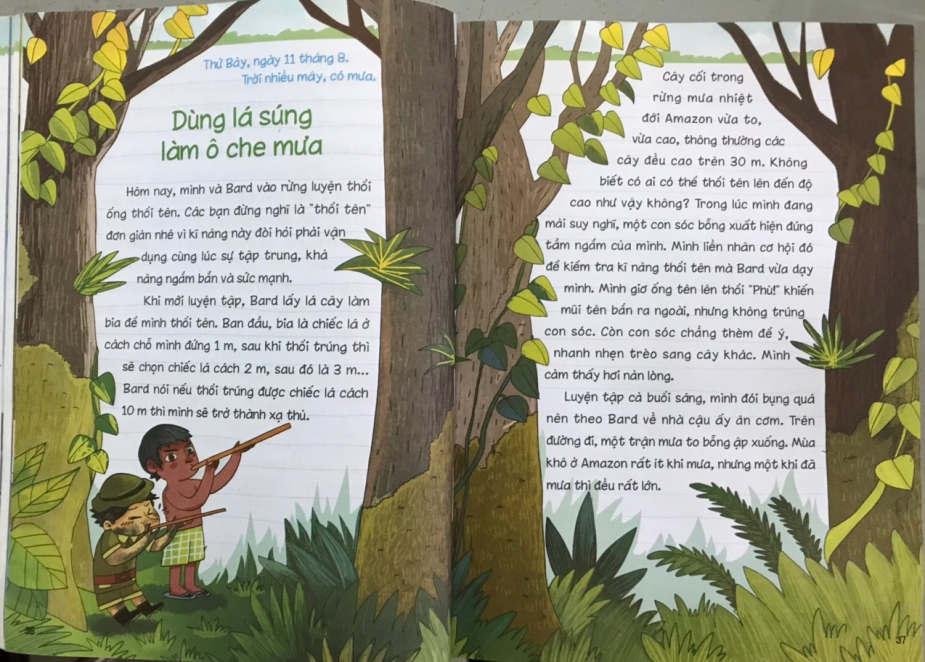 Thứ Bảy, ngày 11 tháng 8.
Trời nhiều mây, có mưa.
Dùng lá súng
làm ô che mưa
Hôm nay, mình và Bard vào rừng luyện thổi
ống thổi tên. Các bạn đừng nghĩ là "thổi tên"
đơn giản nhé vì kĩ năng này đòi hỏi phải vận
dụng cùng lúc sự tập trung, khả
năng ngắm bắn và sức mạnh.
Khi mới luyện tập, Bard lấy lá cây làm
bia để mình thổi tên. Ban đầu, bia là chiếc lá ở
cách chỗ mình đứng 1 m, sau khi thổi trúng thì
sẽ chọn chiếc lá cách 2 m, sau đó là 3 m...
Bard nói nếu thổi trúng được chiếc lá cách
10 m thì mình sẽ trở thành xạ thủ.
36
Cây cối trong
rừng mưa nhiệt
đới Amazon vừa to,
vừa cao, thông thường các
cây đều cao trên 30 m. Không
biết có ai có thể thổi tên lên đến độ
cao như vậy không? Trong lúc mình đang
mải suy nghĩ, một con sóc bỗng xuất hiện đúng
tầm ngắm của mình. Mình liền nhân cơ hội đó
để kiểm tra kĩ năng thổi tên mà Bard vừa dạy
mình. Mình giơ ống tên lên thổi "Phù!" khiến
mũi tên bắn ra ngoài, nhưng không trúng
con sóc. Còn con sóc chẳng thèm để ý,
nhanh nhẹn trèo sang cây khác. Mình
cảm thấy hơi nản lòng.
Luyện tập cả buổi sáng, mình đói bụng quá
nên theo Bard về nhà cậu ấy ăn cơm. Trên
đường đi, một trận mưa to bỗng ập xuống. Mùa
khô ở Amazon rất ít khi mưa, nhưng một khi đã
mưa thì đều rất lớn.
37